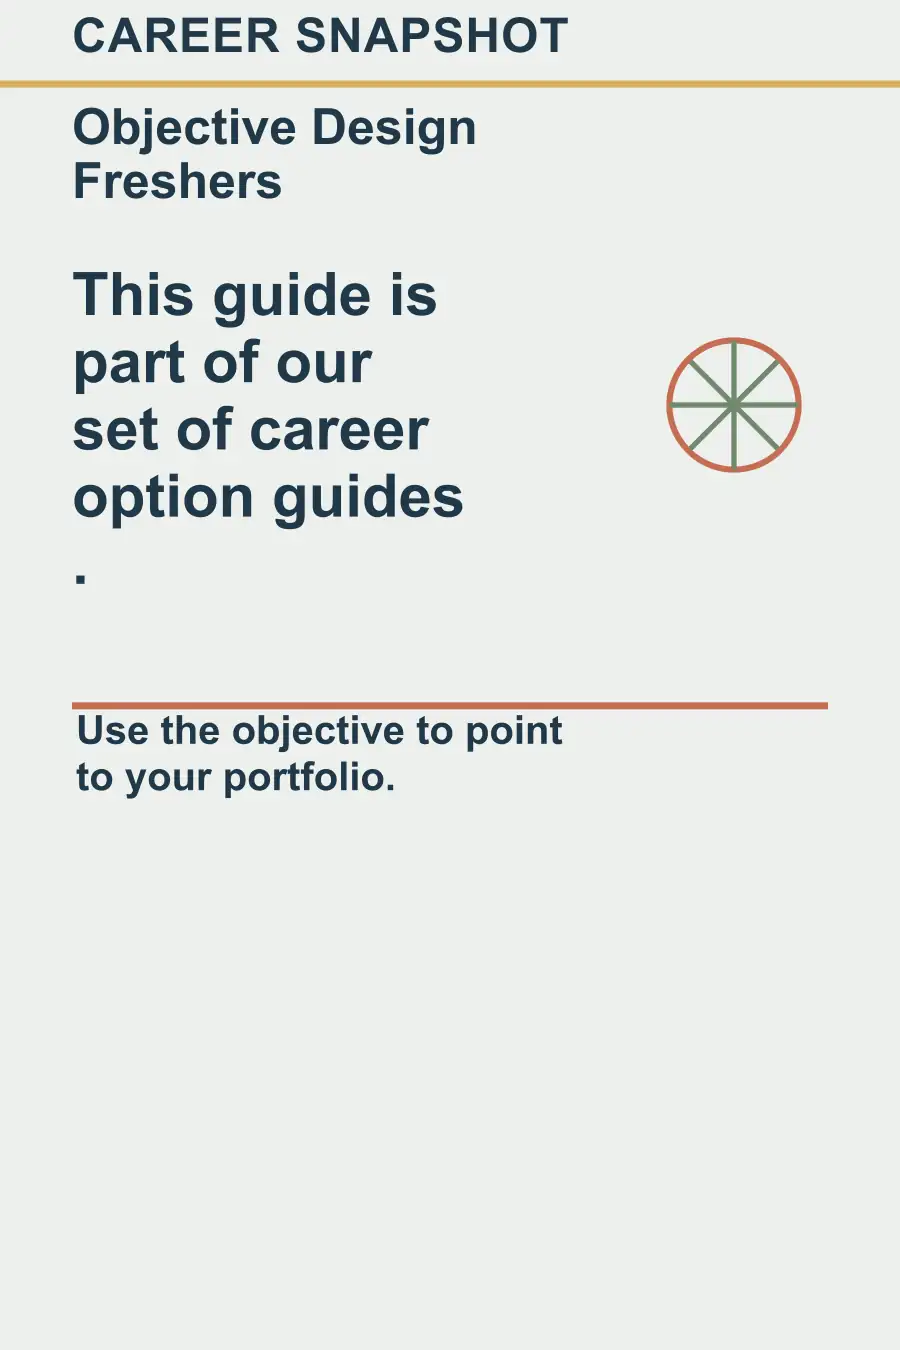 CAREER SNAPSHOT
Objective Design
Freshers
This guide is
part of our
set of career
option guides
.
Use the objective to point
to your portfolio.